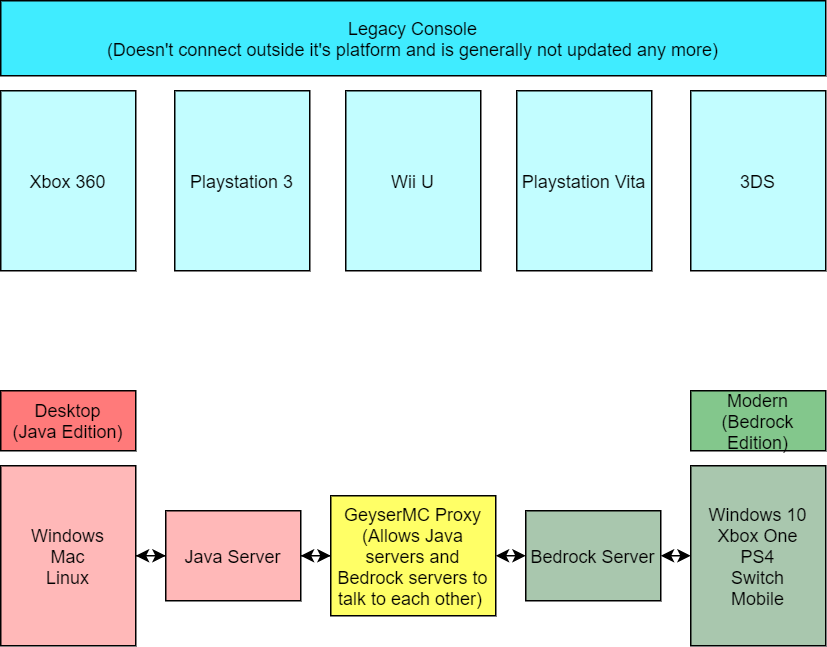 Legacy Console
(Doesn't connect outside it's platform and is generally not updated any more)
Xbox 360
Playstation 3
Wii U
Playstation Vita
3DS
Desktop
(Java Edition)
Modern
(Bedrock
Edition)
Windows
Mac
Linux
Java Server
GeyserMC Proxy
(Allows Java
servers and
Bedrock servers to
talk to each other)
Bedrock Server
Windows 10
Xbox One
PS4
Switch
Mobile